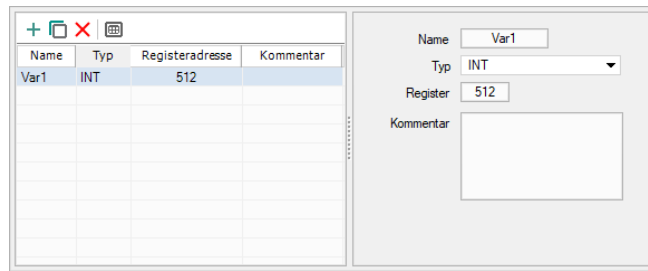 Name Typ Registeradresse Kommentar
Var1 INT 512
Name Var1
Typ INT
Register 512
Kommentar